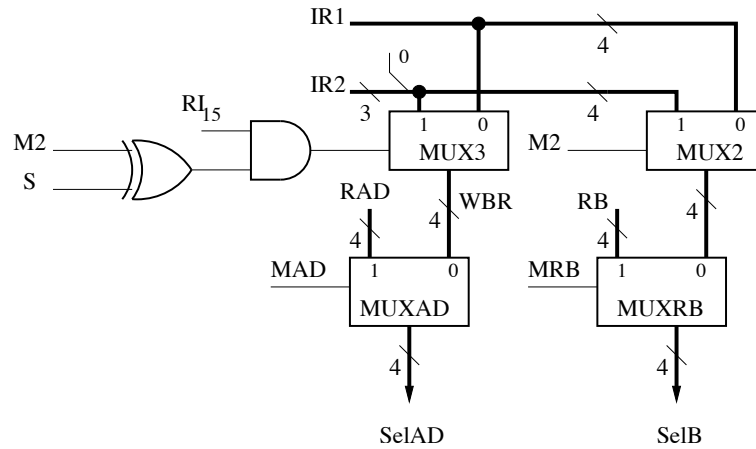 IR1
4
0
IR2
3
4
RI15
M2
S
1 0
MUX3
M2
1 0
MUX2
RAD
4
WBR
4
RB
4
4
MAD
1 0
MUXAD
MRB
1 0
MUXRB
4
4
SelAD
SelB